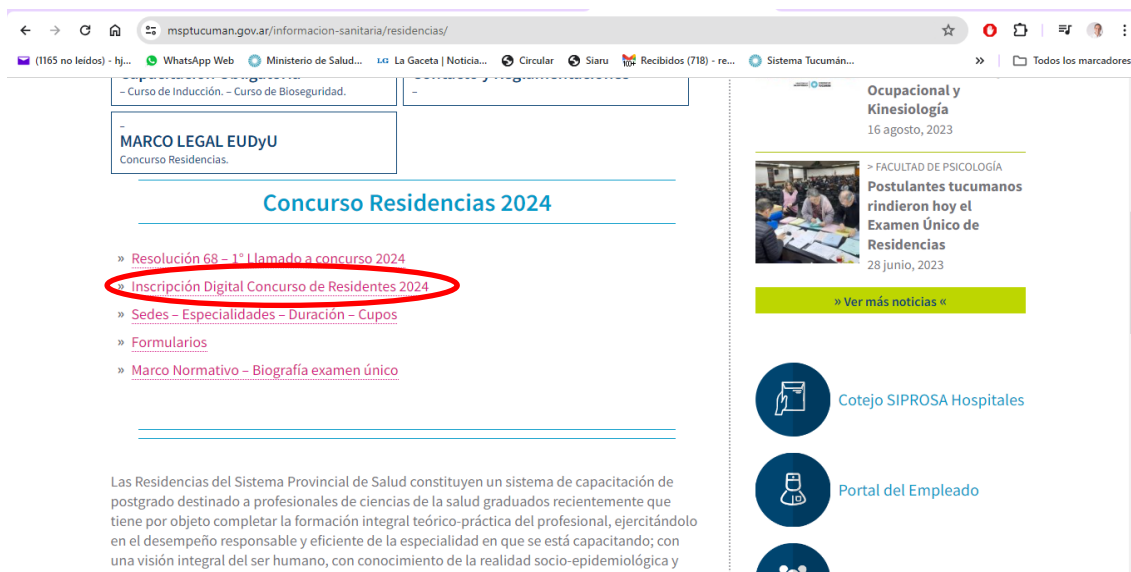 msptucuman.gov.ar/informacion-sanitaria/residencias/
(1165 no leídos) - hj...
WhatsApp Web
Ministerio de Salud...
LG La Gaceta | Noticia...
Circular
Siaru
Recibidos (718) - re...
Sistema Tucumán...
»
Todos los marcadores
Capacitación Obligatoria
– Curso de Inducción. – Curso de Bioseguridad.
Contacto y Reglamentaciones
–
–
MARCO LEGAL EUDyU
Concurso Residencias.
Concurso Residencias 2024
» Resolución 68 – 1° Llamado a concurso 2024
» Inscripción Digital Concurso de Residentes 2024
» Sedes – Especialidades – Duración – Cupos
» Formularios
» Marco Normativo – Biografía examen único
Las Residencias del Sistema Provincial de Salud constituyen un sistema de capacitación de
postgrado destinado a profesionales de ciencias de la salud graduados recientemente que
tiene por objeto completar la formación integral teórico-práctica del profesional, ejercitándolo
en el desempeño responsable y eficiente de la especialidad en que se está capacitando; con
una visión integral del ser humano, con conocimiento de la realidad socio-epidemiológica y
Ocupacional y
Kinesiología
16 agosto, 2023
> FACULTAD DE PSICOLOGÍA
Postulantes tucumanos
rindieron hoy el
Examen Único de
Residencias
28 junio, 2023
» Ver más noticias «
Cotejo SIPROSA Hospitales
Portal del Empleado